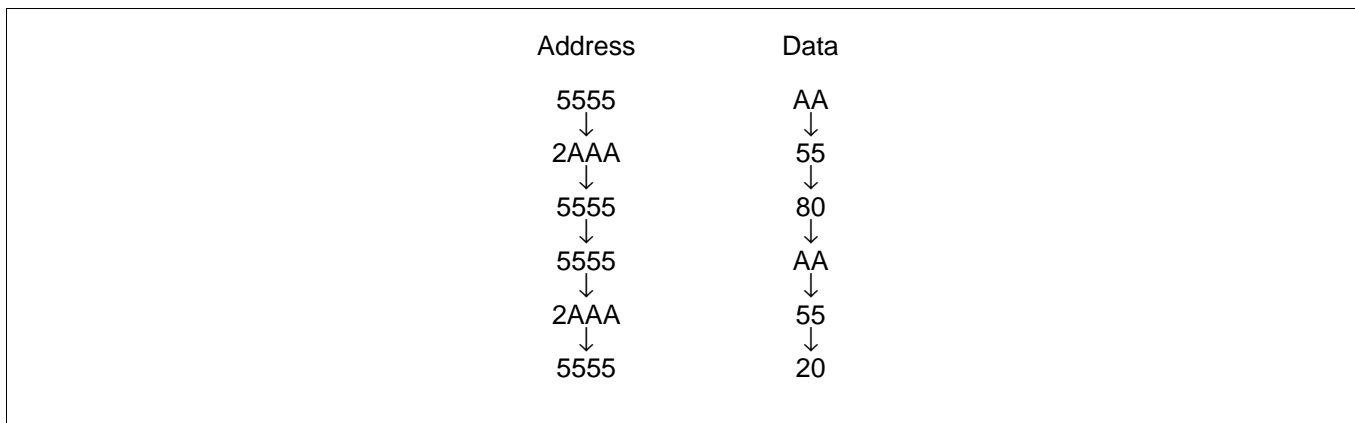 Address Data
5555 AA
↓ ↓
2AAA 55
↓ ↓
5555 80
↓ ↓
5555 AA
↓ ↓
2AAA 55
↓ ↓
5555 20